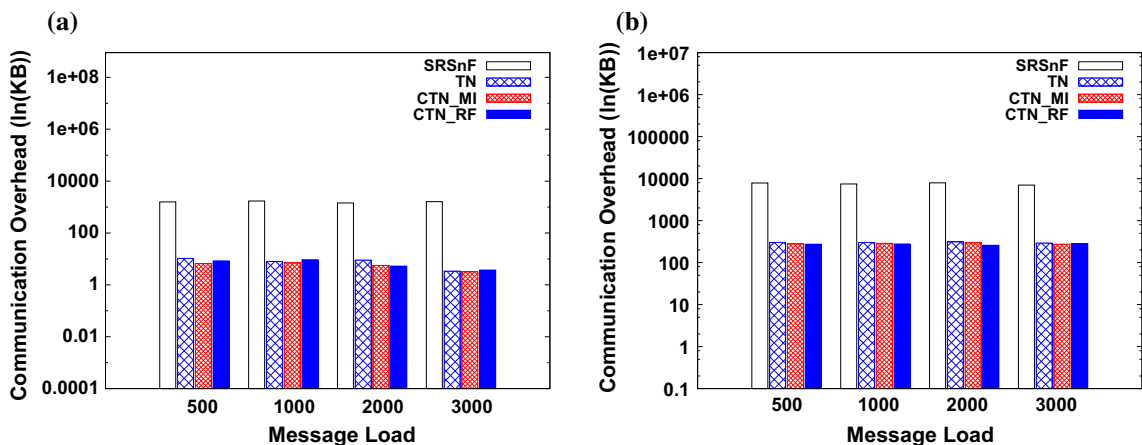 (a)
Communication Overhead (ln(KB))
1e+08
1e+06
10000
100
1
0.01
0.0001
SRSnF
TN
CTN_MI
CTN_RF
500 1000 2000 3000
Message Load
(b)
Communication Overhead (ln(KB))
1e+07
1e+06
100000
10000
1000
100
10
1
0.1
SRSnF
TN
CTN_MI
CTN_RF
500 1000 2000 3000
Message Load